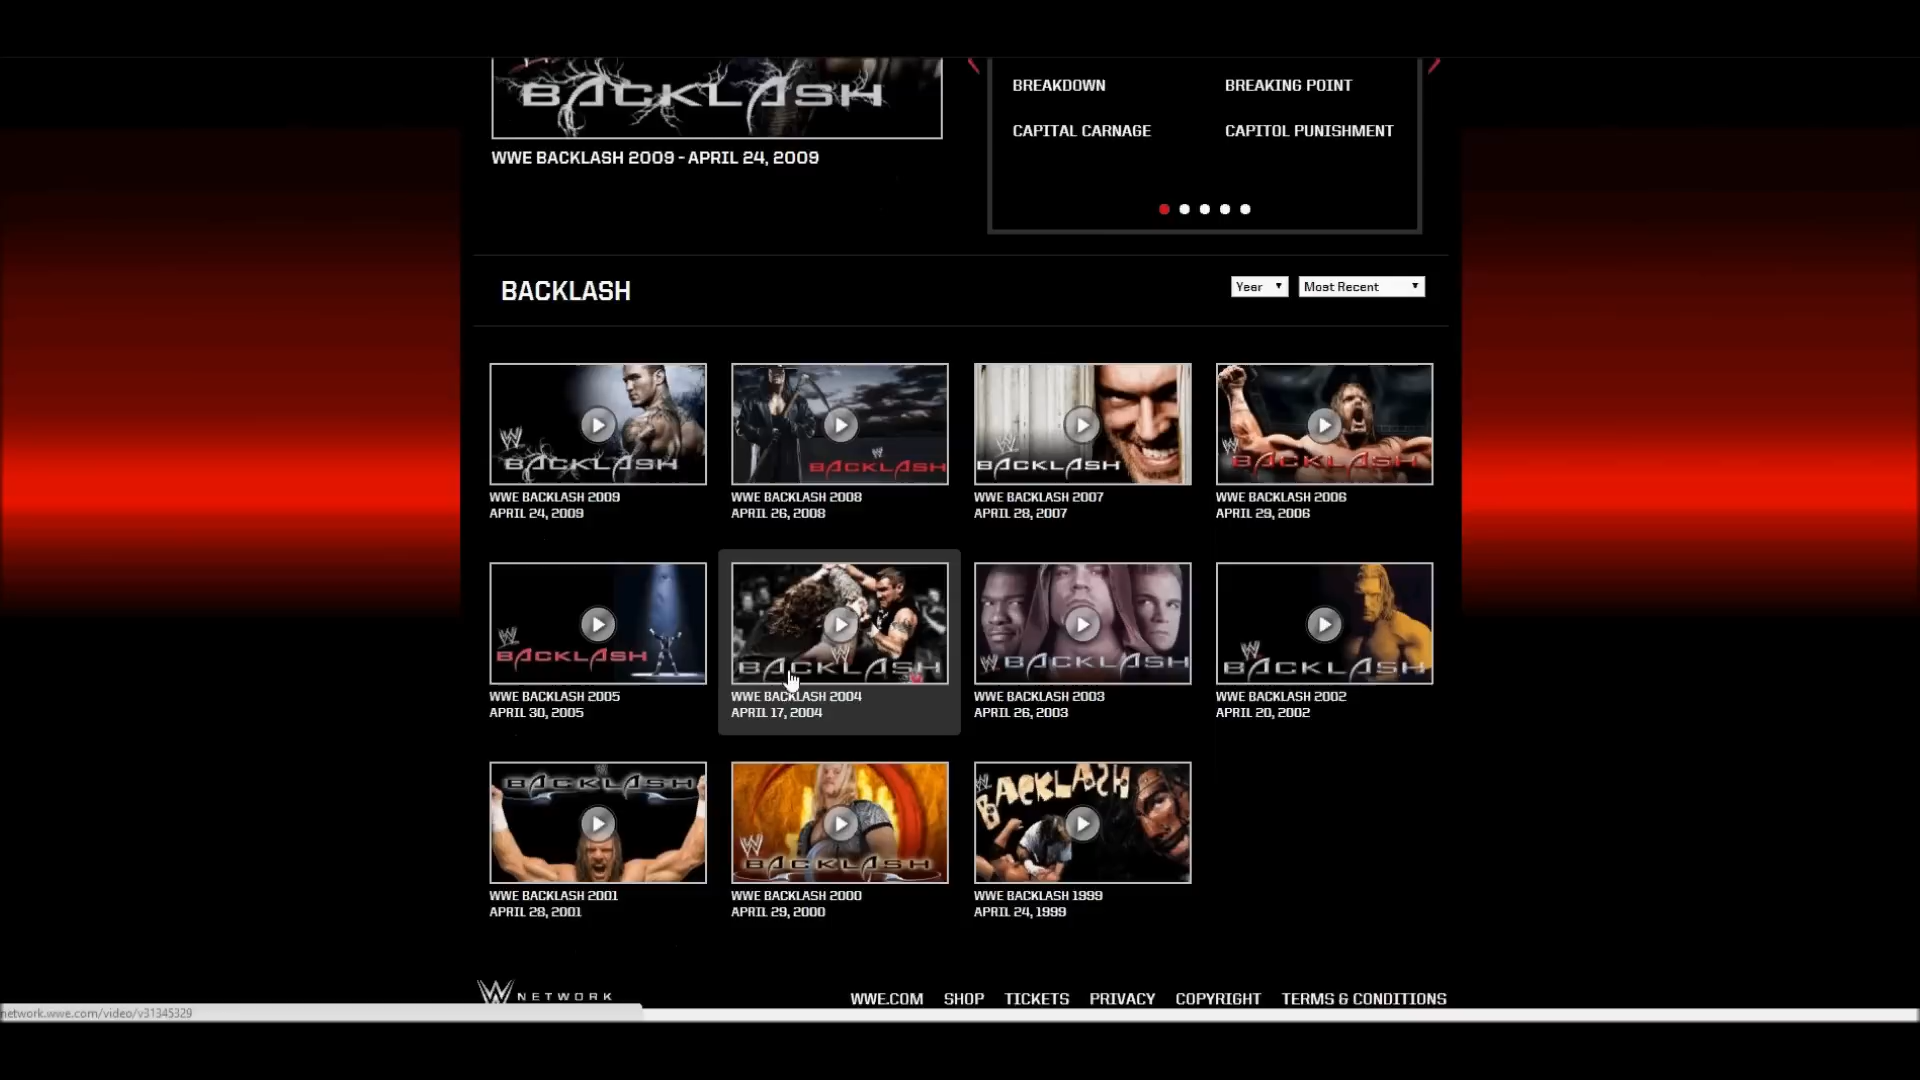 BACKLASH
BREAKDOWN
BREAKING POINT
CAPITAL CARNAGE
CAPITOL PUNISHMENT
WWE BACKLASH 2009 - APRIL 24, 2009
BACKLASH
Year
Most Recent
BACKLASH
BACKLASH
BACKLASH
BACKLASH
WWE BACKLASH 2009
APRIL 24, 2009
WWE BACKLASH 2008
APRIL 26, 2008
WWE BACKLASH 2007
APRIL 28, 2007
WWE BACKLASH 2006
APRIL 29, 2006
BACKLASH
BACKLASH
BACKLASH
BACKLASH
WWE BACKLASH 2005
APRIL 30, 2005
WWE BACKLASH 2004
APRIL 17, 2004
WWE BACKLASH 2003
APRIL 26, 2003
WWE BACKLASH 2002
APRIL 20, 2002
BACKLASH
BACKLASH
BACKLASH
WWE BACKLASH 2001
APRIL 28, 2001
WWE BACKLASH 2000
APRIL 29, 2000
WWE BACKLASH 1999
APRIL 24, 1999
W NETWORK
WWE.COM
SHOP
TICKETS
PRIVACY
COPYRIGHT
TERMS & CONDITIONS
network.wwe.com/video/v31345329